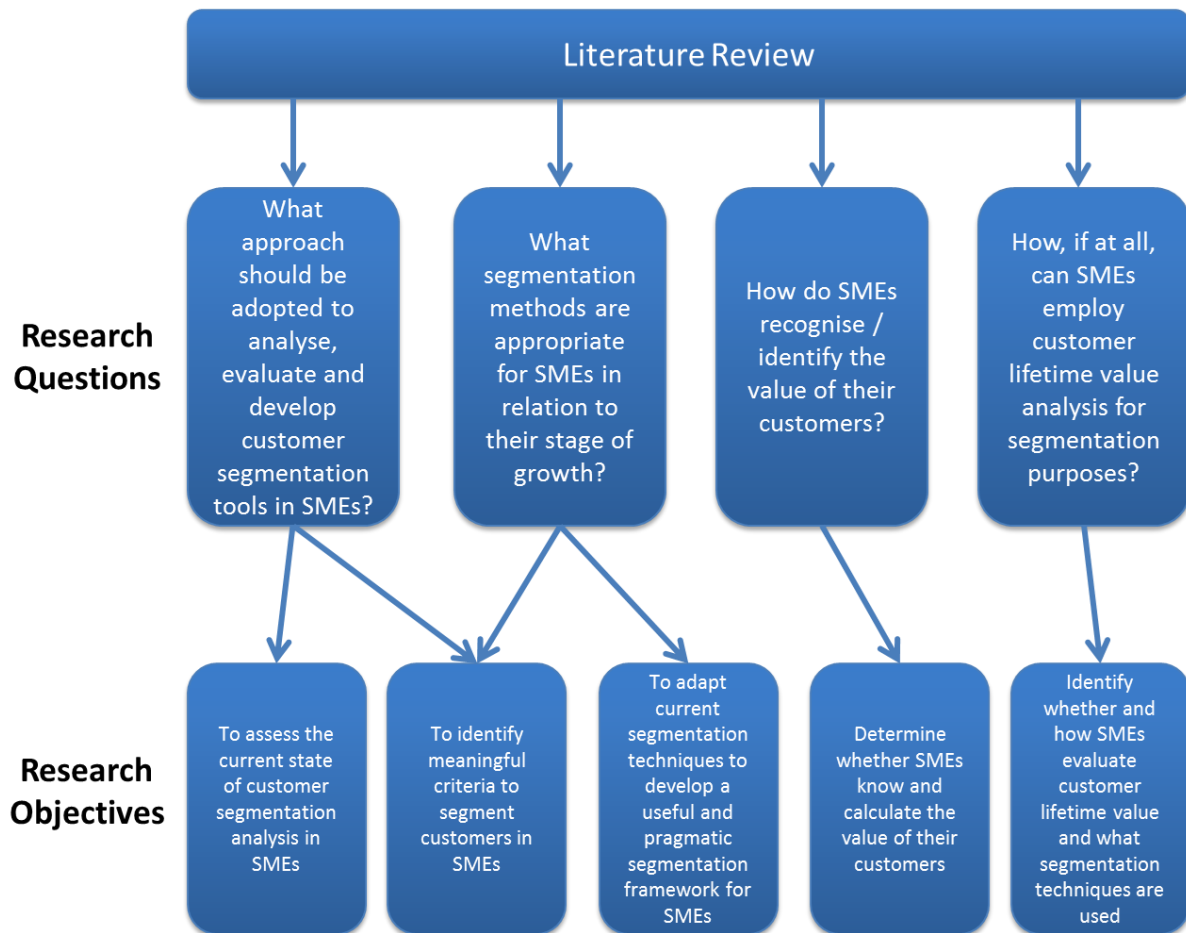 Literature Review
Research
Questions
What
approach
should be
adopted to
analyse,
evaluate and
develop
customer
segmentation
tools in SMEs?
What
segmentation
methods are
appropriate
for SMEs in
relation to
their stage of
growth?
How do SMEs
recognise /
identify the
value of their
customers?
How, if at all,
can SMEs
employ
customer
lifetime value
analysis for
segmentation
purposes?
Research
Objectives
To assess the
current state
of customer
segmentation
analysis in
SMEs
To identify
meaningful
criteria to
segment
customers in
SMEs
To adapt
current
segmentation
techniques to
develop a
useful and
pragmatic
segmentation
framework for
SMEs
Determine
whether SMEs
know and
calculate the
value of their
customers
Identify
whether and
how SMEs
evaluate
customer
lifetime value
and what
segmentation
techniques are
used